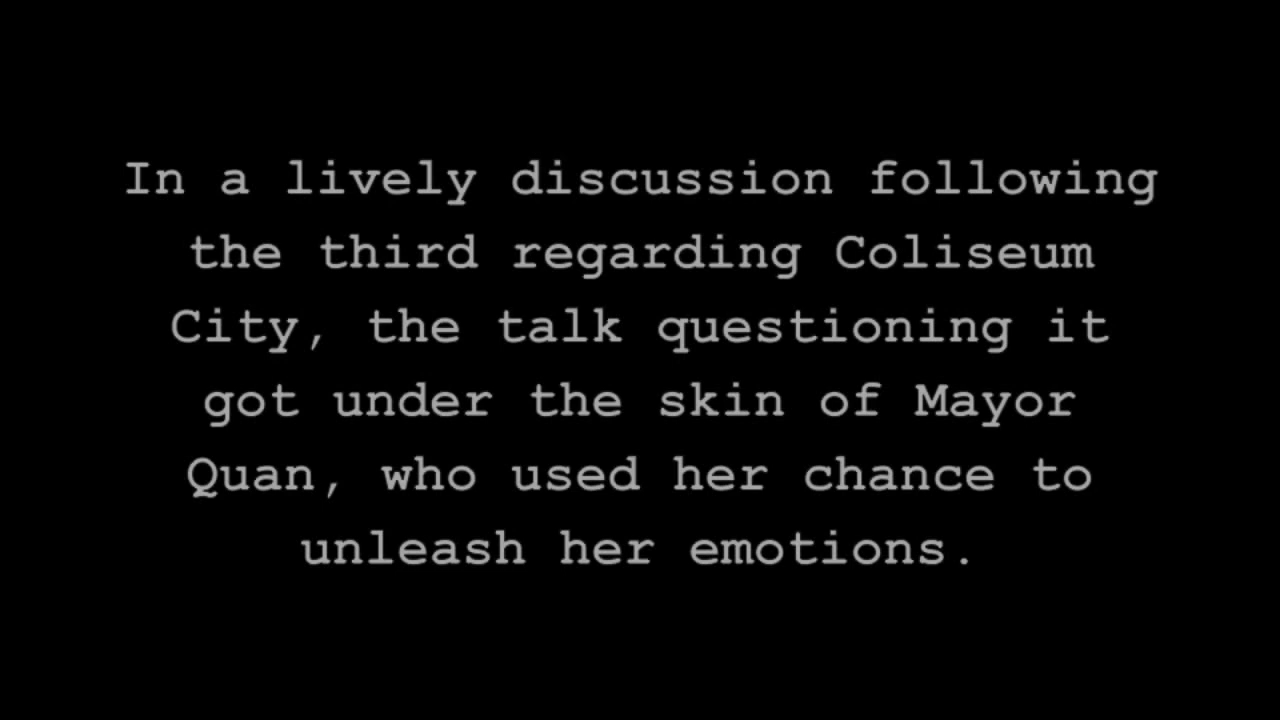 In a lively discussion following
the third regarding Coliseum
City, the talk questioning it
got under the skin of Mayor
Quan, who used her chance to
unleash her emotions.